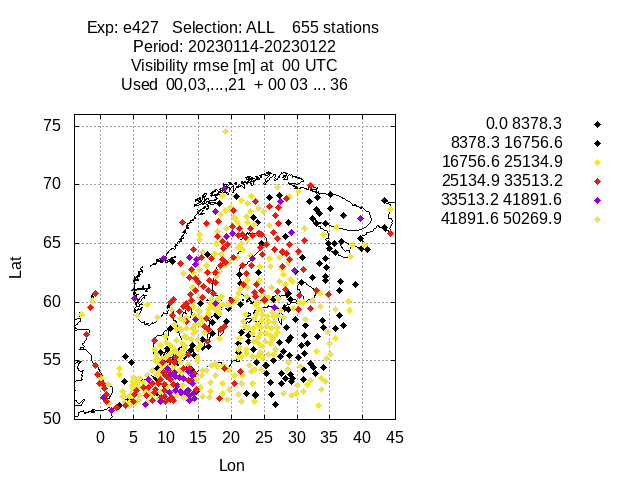 Exp: e427 Selection: ALL 655 stations
Period: 20230114-20230122
Visibility rmse [m] at 00 UTC
Used 00,03,...,21 + 00 03 ... 36
0.0 8378.3
8378.3 16756.6
16756.6 25134.9
25134.9 33513.2
33513.2 41891.6
41891.6 50269.9
75
70
65
60
55
50
Lat
0 5 10 15 20 25 30 35 40 45
Lon